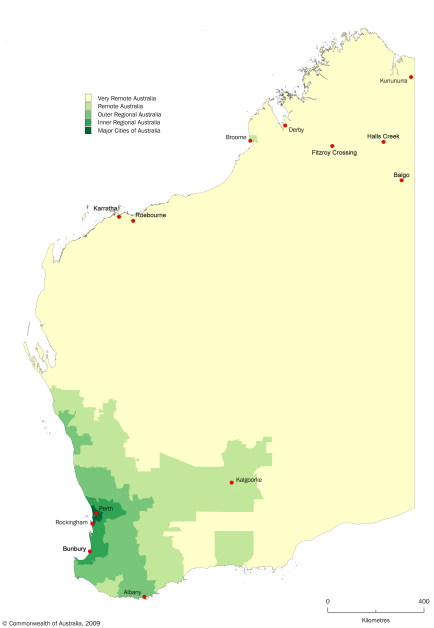 Kununurra
Very Remote Australia
Remote Australia
Outer Regional Australia
Inner Regional Australia
Major Cities of Australia
Derby
Broome
Halls Creek
Fitzroy Crossing
Balgo
Karratha
Roebourne
Kalgoorlie
Perth
Rockingham
Bunbury
Albany
0 400
Kilometres
© Commonwealth of Australia, 2009